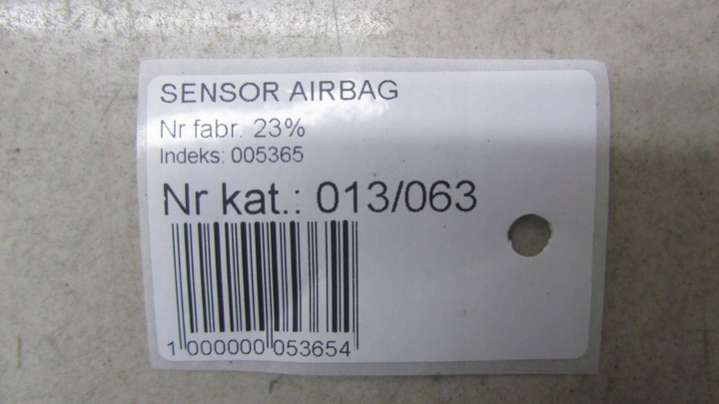 SENSOR AIRBAG
Nr fabr. 23%
Indeks: 005365
Nr kat.: 013/063
1 000000 053654